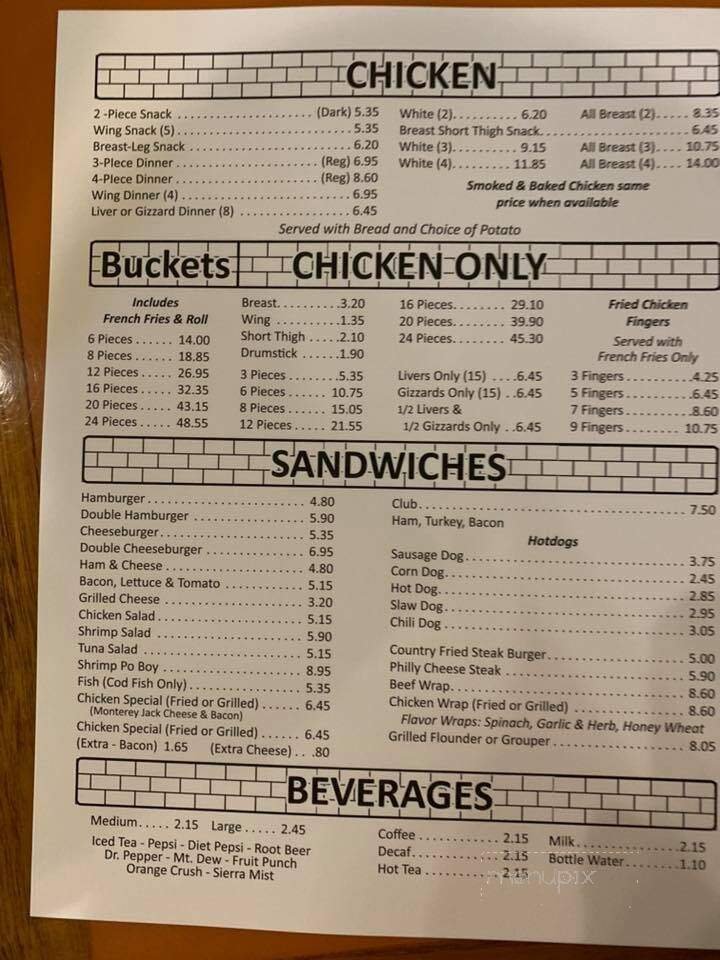 CHICKEN
2 -Piece Snack . . . . . . . . . . . . . . . . . . . (Dark) 5.35
Wing Snack (5) . . . . . . . . . . . . . . . . . . . . . . . . . 5.35
Breast-Leg Snack . . . . . . . . . . . . . . . . . . . . . . . 6.20
3-Piece Dinner . . . . . . . . . . . . . . . . . . . . (Reg) 6.95
4-Piece Dinner . . . . . . . . . . . . . . . . . . . . (Reg) 8.60
Wing Dinner (4) . . . . . . . . . . . . . . . . . . . . . . . . 6.95
Liver or Gizzard Dinner (8) . . . . . . . . . . . . . . . 6.45
White (2). . . . . . . . . . 6.20 All Breast (2). . . . . 8.35
Breast Short Thigh Snack. . . . . . . . . . . . . . . . . . 6.45
White (3). . . . . . . . . . 9.15 All Breast (3). . . . 10.75
White (4). . . . . . . . . 11.85 All Breast (4). . . . 14.00
Smoked & Baked Chicken same
price when available
Served with Bread and Choice of Potato
Buckets CHICKEN ONLY
Includes
French Fries & Roll
6 Pieces . . . . . . 14.00
8 Pieces . . . . . . 18.85
12 Pieces . . . . . 26.95
16 Pieces . . . . . 32.35
20 Pieces . . . . . 43.15
24 Pieces . . . . . 48.55
Breast. . . . . . . . . .3.20
Wing . . . . . . . . . .1.35
Short Thigh . . . . .2.10
Drumstick . . . . . .1.90
3 Pieces . . . . . . . .5.35
6 Pieces . . . . . . 10.75
8 Pieces . . . . . . 15.05
12 Pieces . . . . . 21.55
16 Pieces. . . . . . . . 29.10
20 Pieces. . . . . . . . 39.90
24 Pieces. . . . . . . . 45.30
Livers Only (15) . . . .6.45
Gizzards Only (15) . .6.45
1/2 Livers &
1/2 Gizzards Only . .6.45
Fried Chicken
Fingers
Served with
French Fries Only
3 Fingers . . . . . . . . . .4.25
5 Fingers . . . . . . . . . .6.45
7 Fingers . . . . . . . . . .8.60
9 Fingers . . . . . . . . 10.75
SANDWICHES
Hamburger . . . . . . . . . . . . . . . . . . . . 4.80
Double Hamburger . . . . . . . . . . . . . . 5.90
Cheeseburger. . . . . . . . . . . . . . . . . . . 5.35
Double Cheeseburger . . . . . . . . . . . . 6.95
Ham & Cheese . . . . . . . . . . . . . . . . . . 4.80
Bacon, Lettuce & Tomato . . . . . . . . . . 5.15
Grilled Cheese . . . . . . . . . . . . . . . . . . 3.20
Chicken Salad . . . . . . . . . . . . . . . . . . . 5.15
Shrimp Salad . . . . . . . . . . . . . . . . . . . 5.90
Tuna Salad . . . . . . . . . . . . . . . . . . . . . 5.15
Shrimp Po Boy . . . . . . . . . . . . . . . . . . 8.95
Fish (Cod Fish Only) . . . . . . . . . . . . . . 5.35
Chicken Special (Fried or Grilled) . . . . . . 6.45
(Monterey Jack Cheese & Bacon)
Chicken Special (Fried or Grilled) . . . . . . 6.45
(Extra - Bacon) 1.65 (Extra Cheese) . . .80
Club. . . . . . . . . . . . . . . . . . . . . . . . . . . . . . . 7.50
Ham, Turkey, Bacon
Hotdogs
Sausage Dog . . . . . . . . . . . . . . . . . . . . . . . . 3.75
Corn Dog. . . . . . . . . . . . . . . . . . . . . . . . . . . 2.45
Hot Dog. . . . . . . . . . . . . . . . . . . . . . . . . . . . 2.85
Slaw Dog. . . . . . . . . . . . . . . . . . . . . . . . . . . 2.95
Chili Dog . . . . . . . . . . . . . . . . . . . . . . . . . . . 3.05
Country Fried Steak Burger. . . . . . . . . . . . . . 5.00
Philly Cheese Steak . . . . . . . . . . . . . . . . . . . 5.90
Beef Wrap. . . . . . . . . . . . . . . . . . . . . . . . . . 8.60
Chicken Wrap (Fried or Grilled) . . . . . . . . . . . 8.60
Flavor Wraps: Spinach, Garlic & Herb, Honey Wheat
Grilled Flounder or Grouper . . . . . . . . . . . . . 8.05
BEVERAGES
Medium. . . . . 2.15 Large . . . . 2.45
Iced Tea - Pepsi - Diet Pepsi - Root Beer
Dr. Pepper - Mt. Dew - Fruit Punch
Orange Crush - Sierra Mist
Coffee . . . . . . . . . . . 2.15
Decaf. . . . . . . . . . . . 2.15
Hot Tea . . . . . . . . . . 2.15
Milk. . . . . . . . . . . . .2.15
Bottle Water. . . . . . . .1.10
menupix